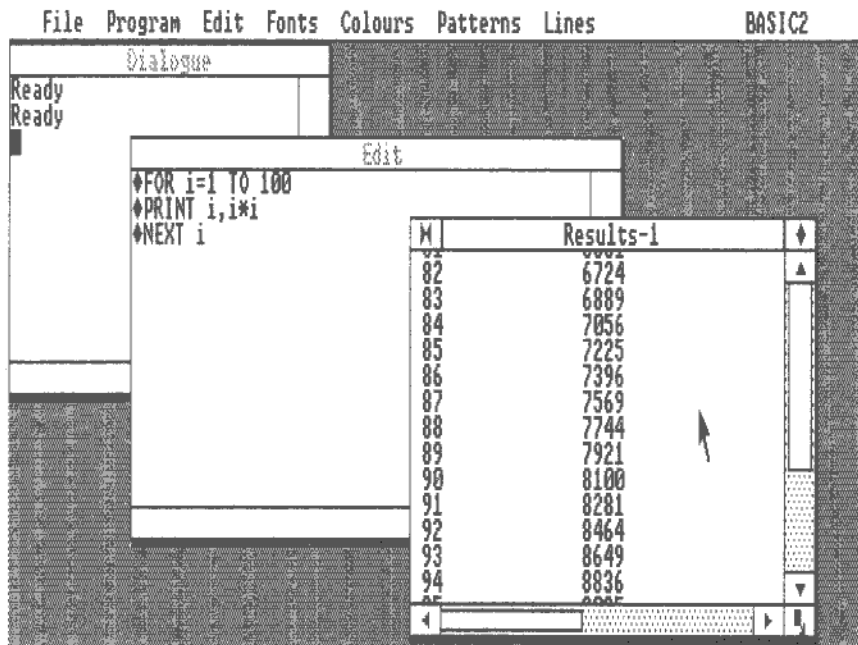 File Program Edit Fonts Colours Patterns Lines BASIC2
Dialogue
Ready
Ready
Edit
♦FOR i=1 TO 100
♦PRINT i,i*i
♦NEXT i
Results-1
82 6724
83 6889
84 7056
85 7225
86 7396
87 7569
88 7744
89 7921
90 8100
91 8281
92 8464
93 8649
94 8836